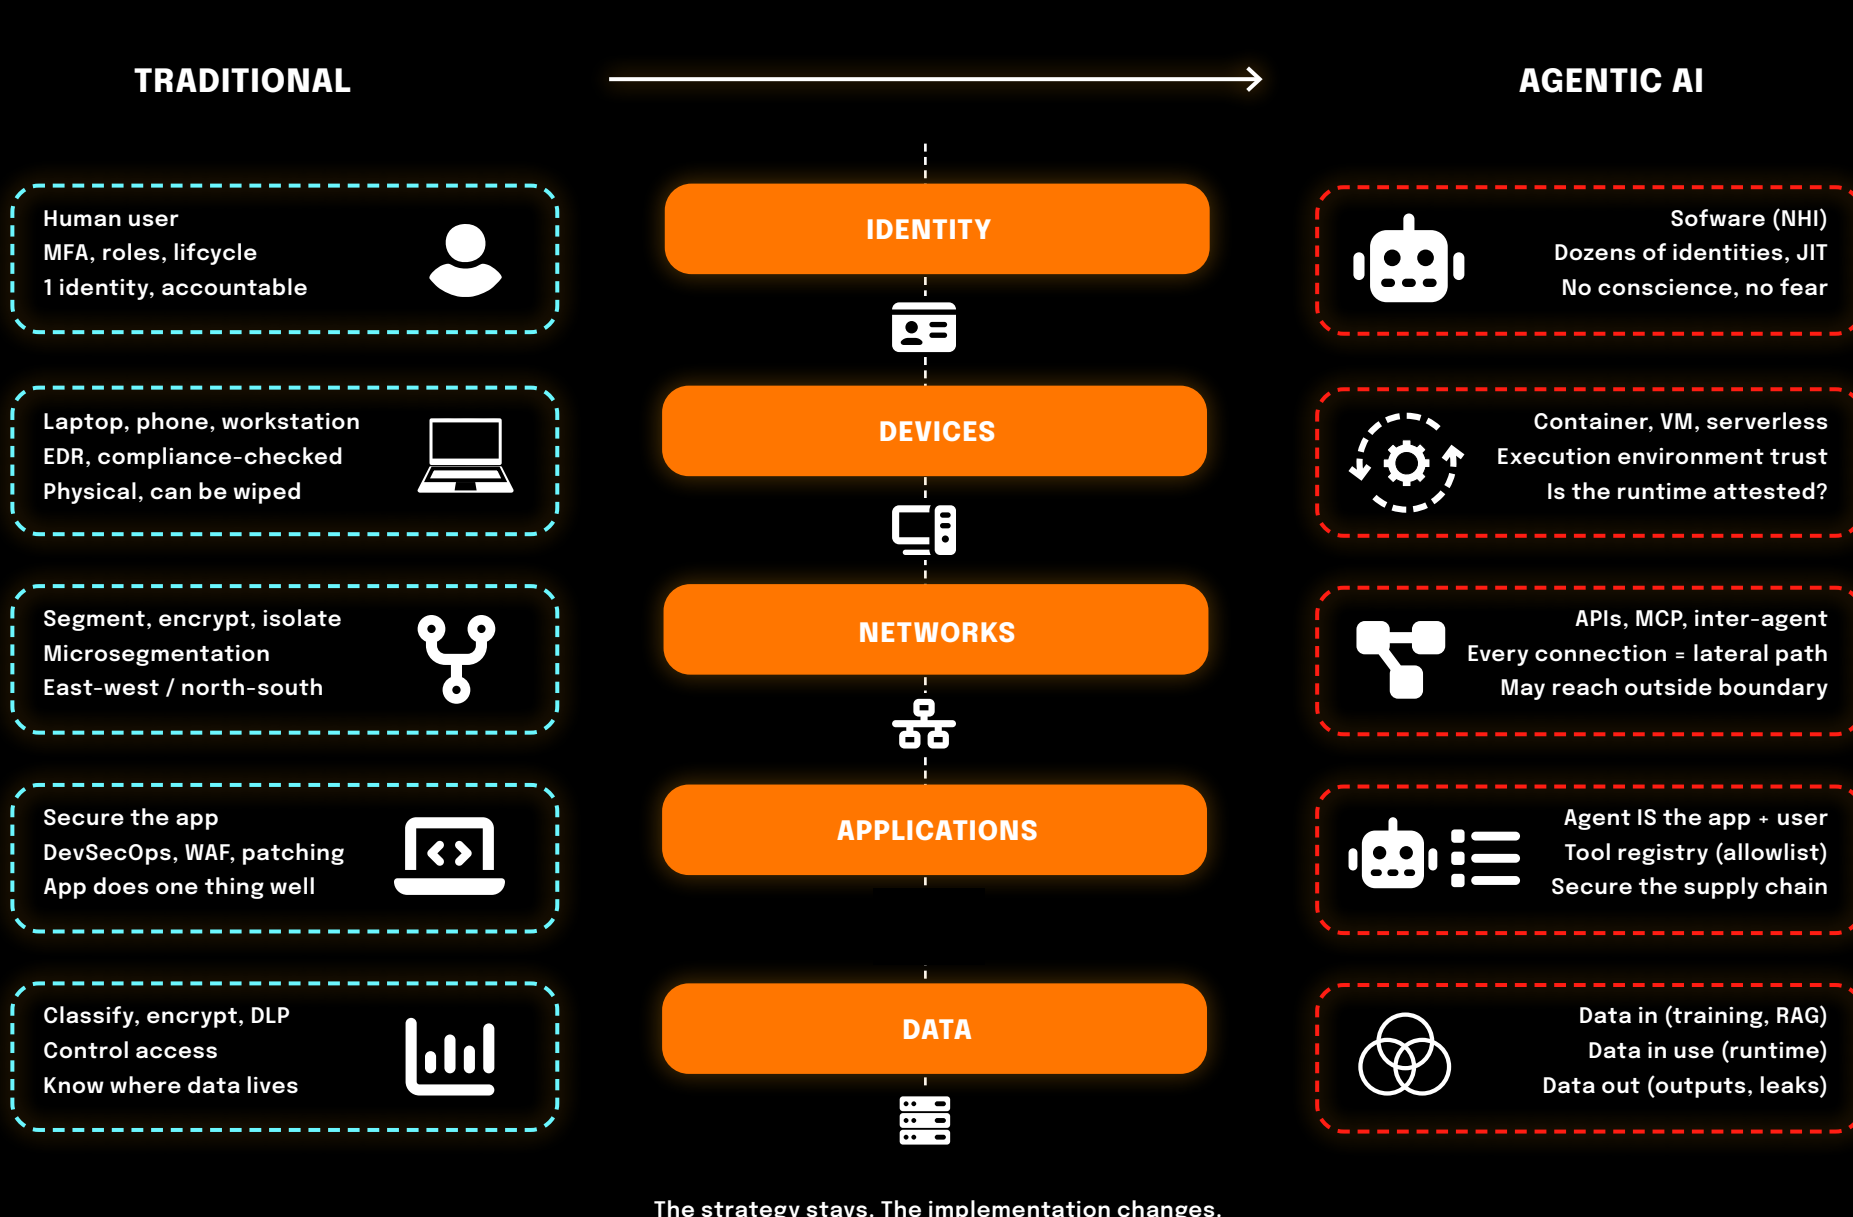 TRADITIONAL
AGENTIC AI
Human user
MFA, roles, lifcycle
1 identity, accountable
IDENTITY
Sofware (NHI)
Dozens of identities, JIT
No conscience, no fear
Laptop, phone, workstation
EDR, compliance-checked
Physical, can be wiped
DEVICES
Container, VM, serverless
Execution environment trust
Is the runtime attested?
Segment, encrypt, isolate
Microsegmentation
East-west / north-south
NETWORKS
APIs, MCP, inter-agent
Every connection = lateral path
May reach outside boundary
Secure the app
DevSecOps, WAF, patching
App does one thing well
APPLICATIONS
Agent IS the app + user
Tool registry (allowlist)
Secure the supply chain
Classify, encrypt, DLP
Control access
Know where data lives
DATA
Data in (training, RAG)
Data in use (runtime)
Data out (outputs, leaks)
The strategy stays. The implementation changes.